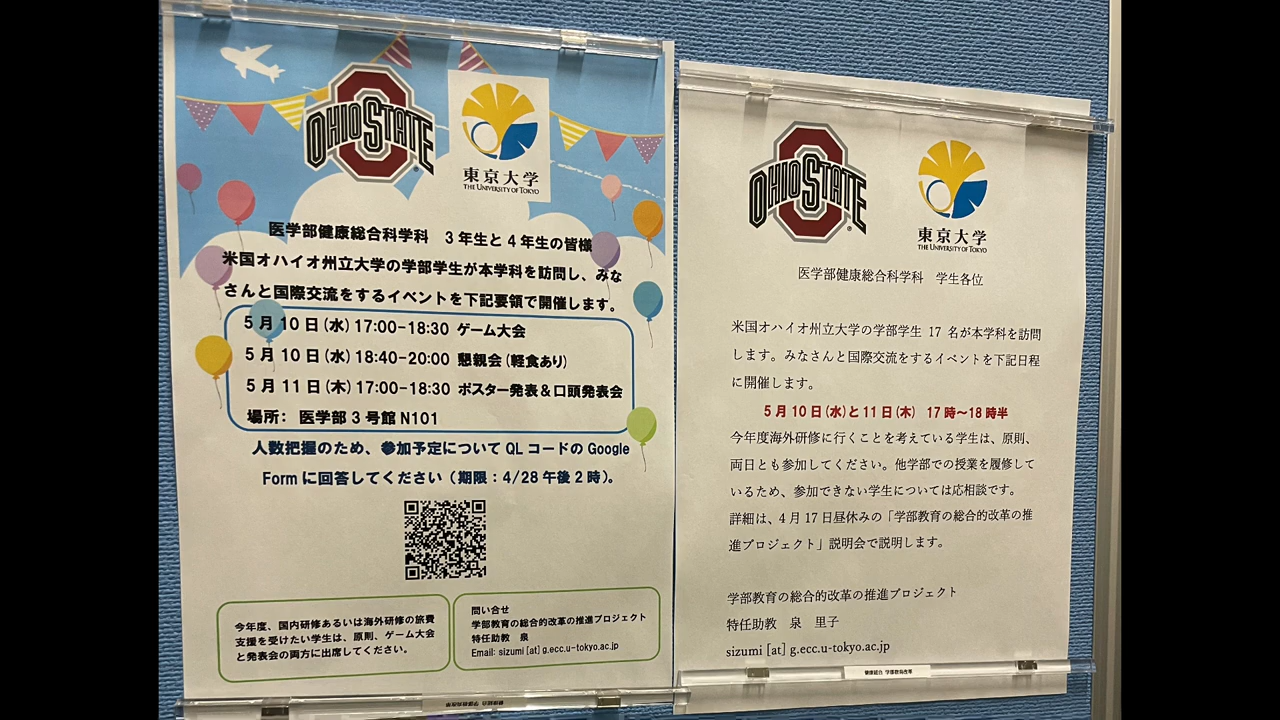 OHIO STATE
東京大学
THE UNIVERSITY OF TOKYO
医学部健康総合科学科 3年生と4年生の皆様
米国オハイオ州立大学の学部学生が本学科を訪問し、みな
さんと国際交流をするイベントを下記要領で開催します。
5月10日(水)17:00-18:30 ゲーム大会
5月10日(水)18:40-20:00 懇親会(軽食あり)
5月11日(木)17:00-18:30 ポスター発表&口頭発表会
場所: 医学部3号館N101
人数把握のため、参加予定についてQLコードのGoogle
Formに回答してください(期限:4/28午後2時)。
今年度、国内研修あるいは海外研修の旅費
支援を受けたい学生は、原則、ゲーム大会
と発表会の両方に出席してください。
問い合せ
学部教育の総合的改革の推進プロジェクト
特任助教 泉
Email: sizumi[at]g.ecc.u-tokyo.ac.jp
健康総合 学部教育改革
OHIO STATE
東京大学
THE UNIVERSITY OF TOKYO
医学部健康総合科学科 学生各位
米国オハイオ州立大学の学部学生 17 名が本学科を訪問
します。みなさんと国際交流をするイベントを下記日程
に開催します。
5月10日(水)と11日(木) 17時〜18時半
今年度海外研修に行くことを考えている学生は、原則、
両日とも参加してください。他学部での授業を履修して
いるため、参加できない学生については応相談です。
詳細は、4月17日昼休みの「学部教育の総合的改革の推
進プロジェクト」説明会で説明します。
学部教育の総合的改革の推進プロジェクト
特任助教 泉 里子
sizumi [at] g.ecc.u-tokyo.ac.jp
健康総合 学部教育改革